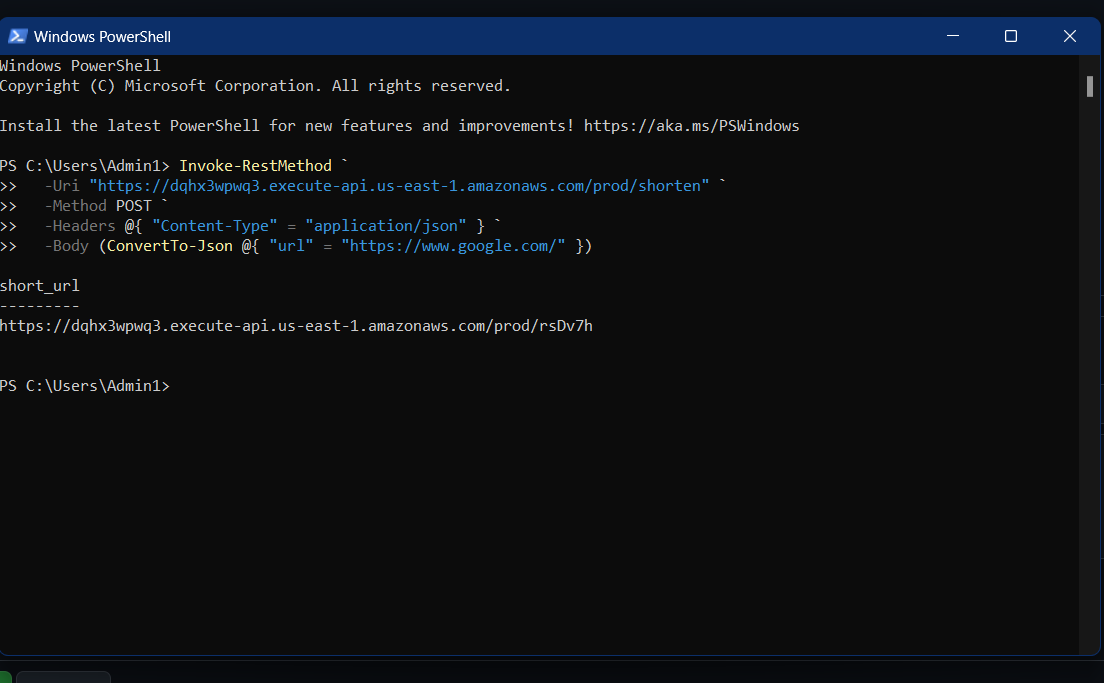 Windows PowerShell
Windows PowerShell
Copyright (C) Microsoft Corporation. All rights reserved.
Install the latest PowerShell for new features and improvements! https://aka.ms/PSWindows
PS C:\Users\Admin1> Invoke-RestMethod `
>>   -Uri "https://dqhx3wpwq3.execute-api.us-east-1.amazonaws.com/prod/shorten" `
>>   -Method POST `
>>   -Headers @{ "Content-Type" = "application/json" } `
>>   -Body (ConvertTo-Json @{ "url" = "https://www.google.com/" })
short_url
---------
https://dqhx3wpwq3.execute-api.us-east-1.amazonaws.com/prod/rsDv7h
PS C:\Users\Admin1>